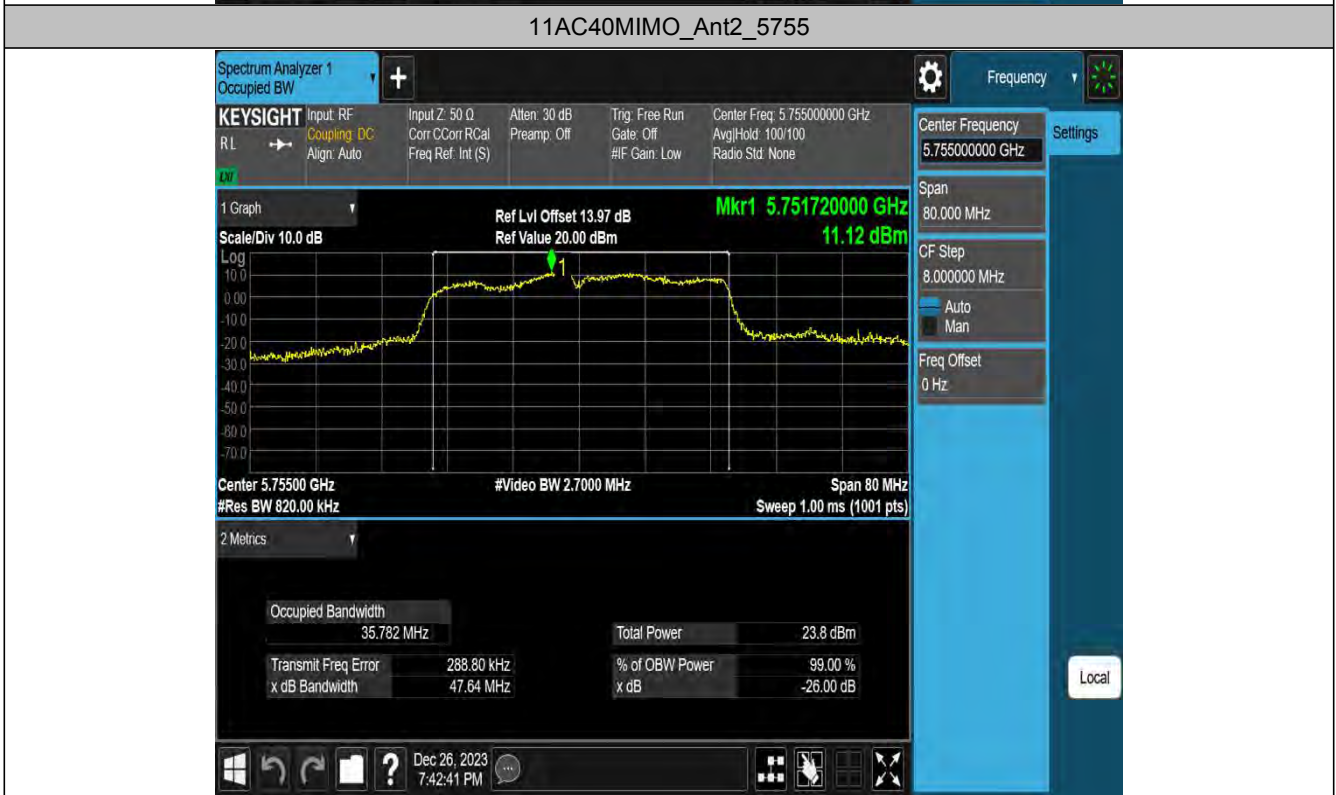 11AC40MIMO_Ant2_5755
Spectrum Analyzer 1
Occupied BW
Frequency
KEYSIGHT
RL
Input: RF
Coupling: DC
Align: Auto
Input Z: 50 Ω
Corr CCorr RCal
Freq Ref: Int (S)
Atten: 30 dB
Preamp: Off
Trig: Free Run
Gate: Off
#IF Gain: Low
Center Freq: 5.755000000 GHz
Avg|Hold: 100/100
Radio Std: None
LXI
Center Frequency
5.755000000 GHz
Settings
Span
80.000 MHz
CF Step
8.000000 MHz
Auto
Man
Freq Offset
0 Hz
Local
1 Graph
Scale/Div 10.0 dB
Ref Lvl Offset 13.97 dB
Ref Value 20.00 dBm
Mkr1 5.751720000 GHz
11.12 dBm
Log
10.0
0.00
-10.0
-20.0
-30.0
-40.0
-50.0
-60.0
-70.0
1
Center 5.75500 GHz
#Res BW 820.00 kHz
#Video BW 2.7000 MHz
Span 80 MHz
Sweep 1.00 ms (1001 pts)
2 Metrics
Occupied Bandwidth
35.782 MHz
Total Power 23.8 dBm
Transmit Freq Error 288.80 kHz
% of OBW Power 99.00 %
x dB Bandwidth 47.64 MHz
x dB -26.00 dB
?
Dec 26, 2023
7:42:41 PM